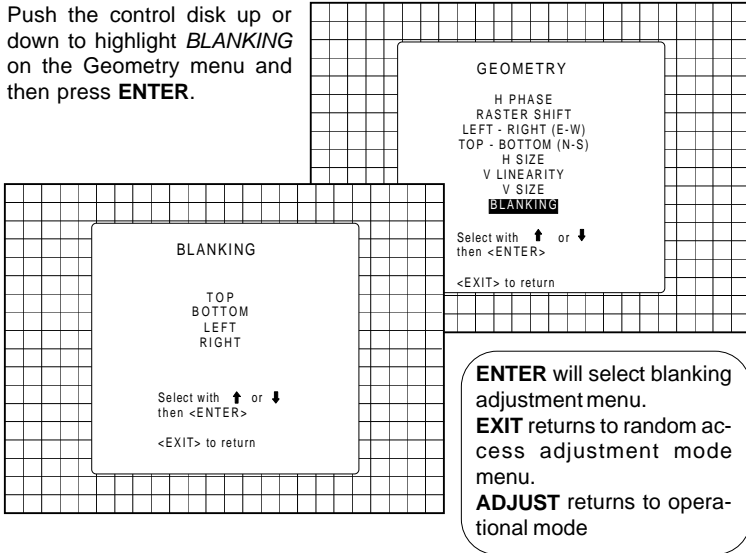 Push the control disk up or
down to highlight BLANKING
on the Geometry menu and
then press ENTER.
GEOMETRY
H PHASE
RASTER SHIFT
LEFT - RIGHT (E-W)
TOP - BOTTOM (N-S)
H SIZE
V LINEARITY
V SIZE
BLANKING
Select with ⬆ or ⬇
then <ENTER>
<EXIT> to return
BLANKING
TOP
BOTTOM
LEFT
RIGHT
Select with ⬆ or ⬇
then <ENTER>
<EXIT> to return
ENTER will select blanking
adjustment menu.
EXIT returns to random ac-
cess adjustment mode
menu.
ADJUST returns to opera-
tional mode